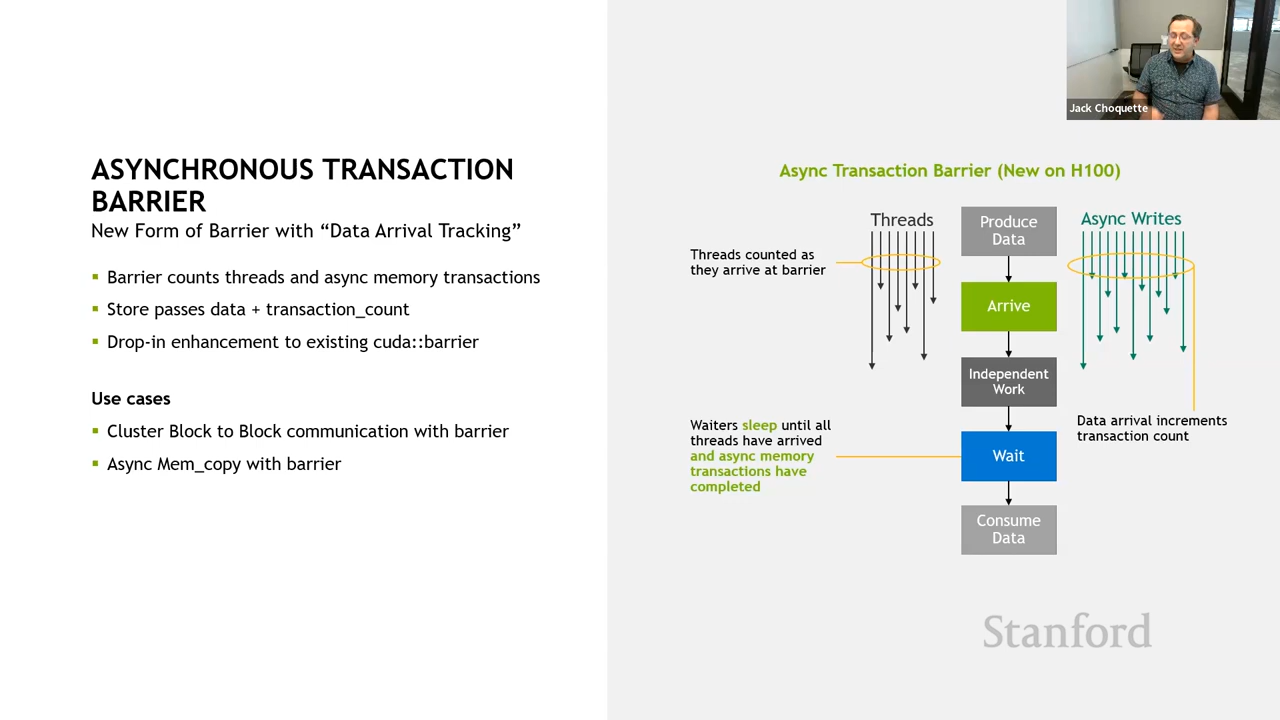 Jack Choquette
ASYNCHRONOUS TRANSACTION
BARRIER
New Form of Barrier with “Data Arrival Tracking”
Barrier counts threads and async memory transactions
Store passes data + transaction_count
Drop-in enhancement to existing cuda::barrier
Use cases
Cluster Block to Block communication with barrier
Async Mem_copy with barrier
Async Transaction Barrier (New on H100)
Threads
Produce
Data
Async Writes
Threads counted as
they arrive at barrier
Arrive
Independent
Work
Data arrival increments
transaction count
Waiters sleep until all
threads have arrived
and async memory
transactions have
completed
Wait
Consume
Data
Stanford